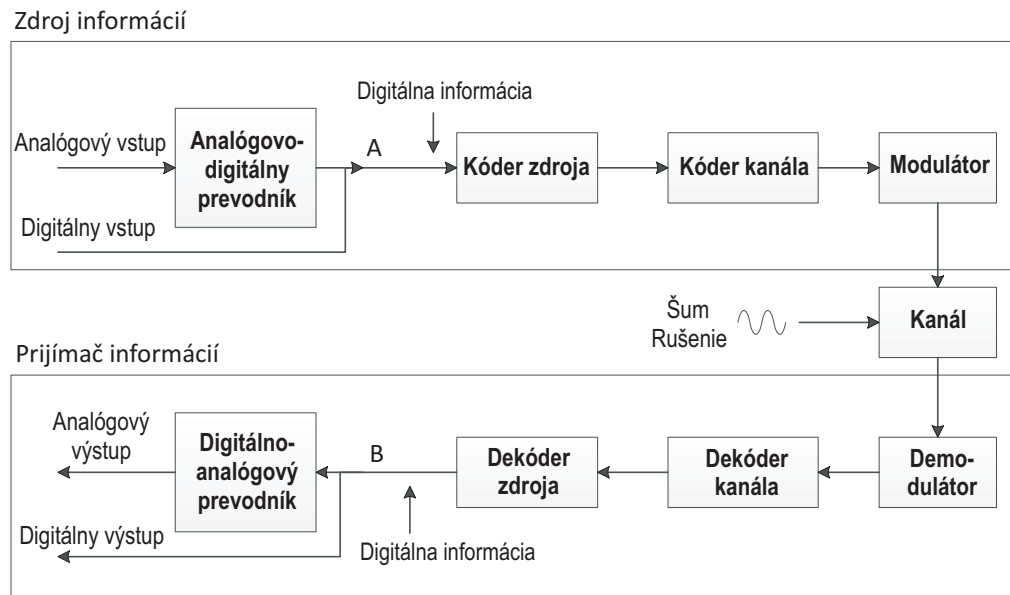 Zdroj informácií
Digitálna informácia
Analógový vstup
Analógovo-
digitálny
prevodník
A
Kóder zdroja
Kóder kanála
Modulátor
Digitálny vstup
Šum
Rušenie
Kanál
Prijímač informácií
Analógový
výstup
Digitálno-
analógový
prevodník
B
Dekóder
zdroja
Dekóder
kanála
Demo-
dulátor
Digitálny výstup
Digitálna informácia